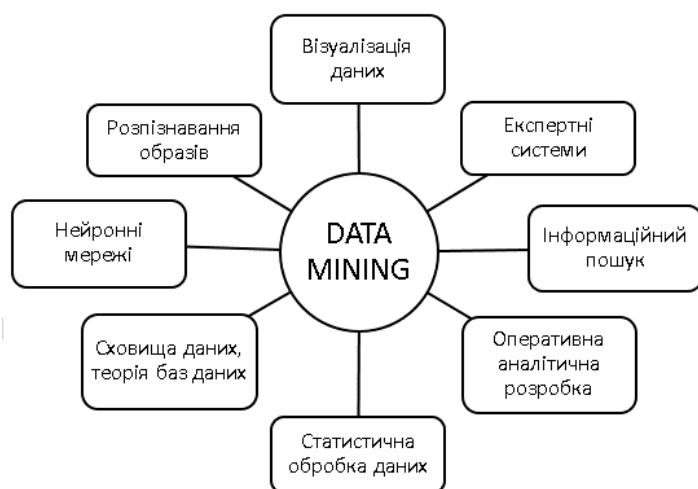 Візуалізація
даних
Розпізнавання
образів
Експертні
системи
Нейронні
мережі
DATA
MINING
Інформаційний
пошук
Сховища даних,
теорія баз даних
Оперативна
аналітична
розробка
Статистична
обробка даних